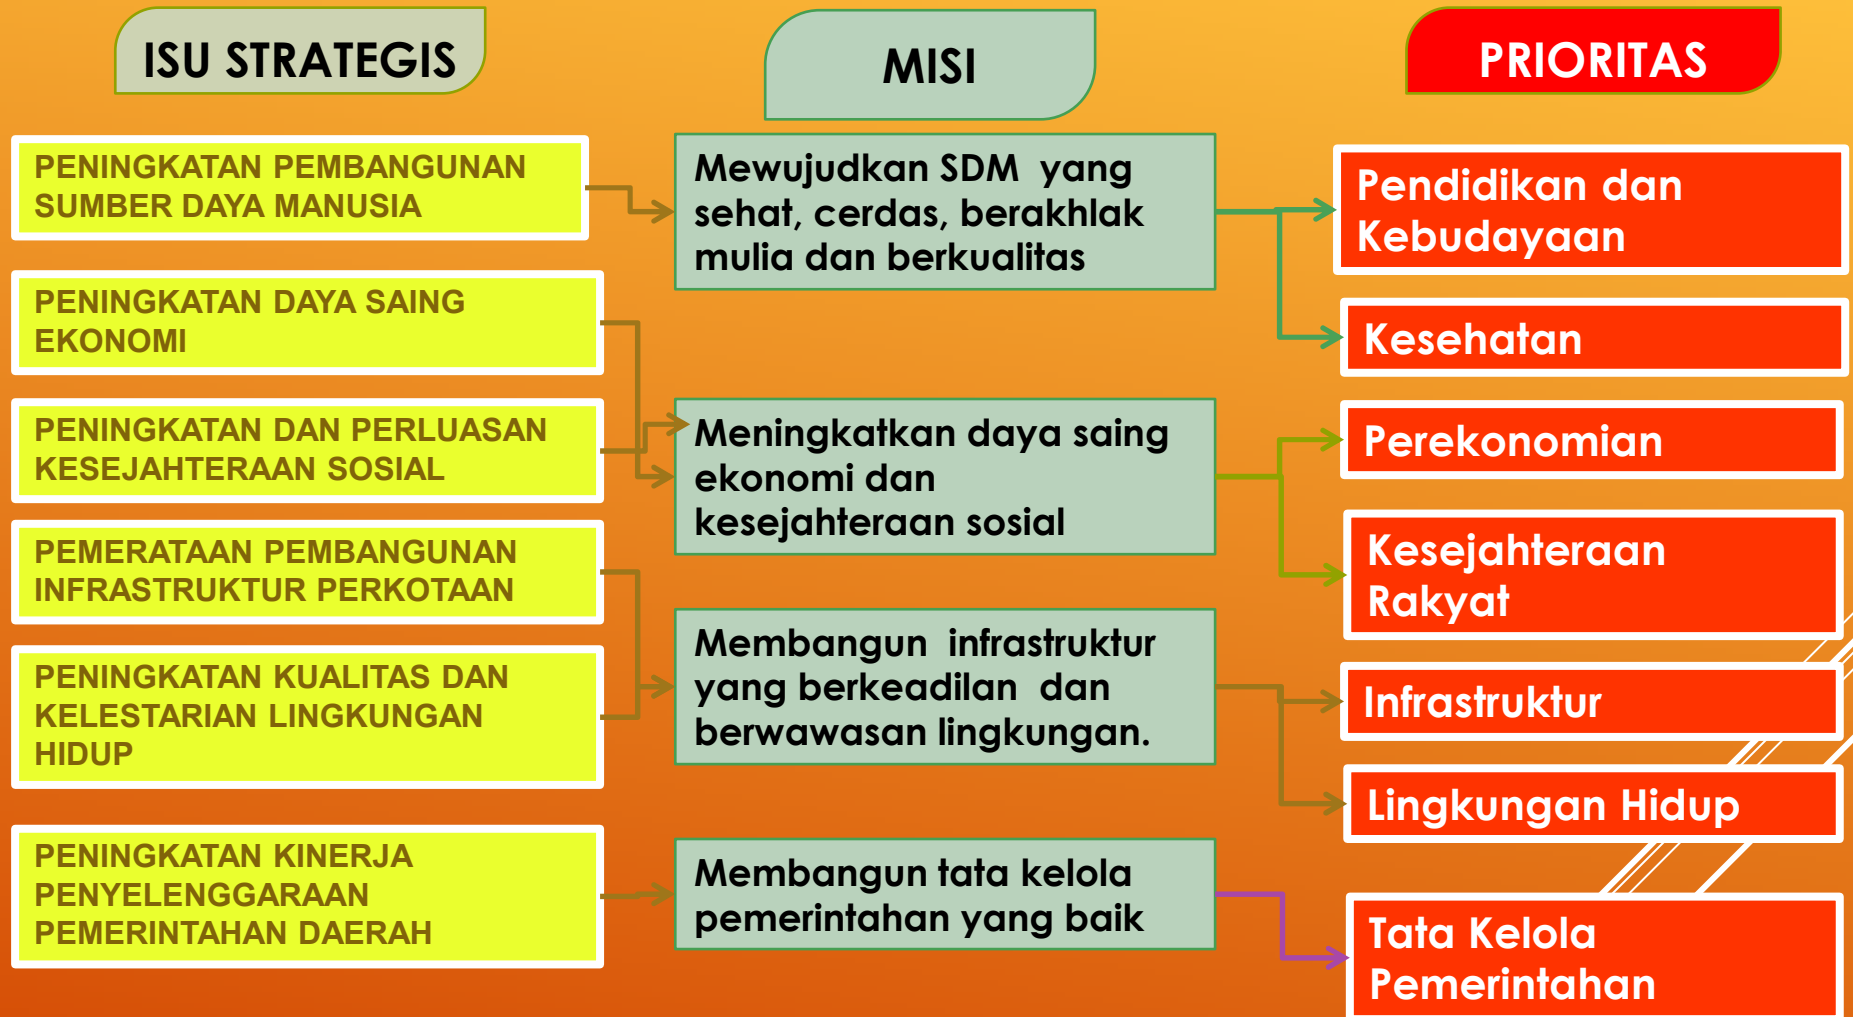 ISU STRATEGIS
MISI
PRIORITAS
PENINGKATAN PEMBANGUNAN
SUMBER DAYA MANUSIA
PENINGKATAN DAYA SAING
EKONOMI
PENINGKATAN DAN PERLUASAN
KESEJAHTERAAN SOSIAL
PEMERATAAN PEMBANGUNAN
INFRASTRUKTUR PERKOTAAN
PENINGKATAN KUALITAS DAN
KELESTARIAN LINGKUNGAN
HIDUP
PENINGKATAN KINERJA
PENYELENGGARAAN
PEMERINTAHAN DAERAH
Mewujudkan SDM yang
sehat, cerdas, berakhlak
mulia dan berkualitas
Meningkatkan daya saing
ekonomi dan
kesejahteraan sosial
Membangun infrastruktur
yang berkeadilan dan
berwawasan lingkungan.
Membangun tata kelola
pemerintahan yang baik
Pendidikan dan
Kebudayaan
Kesehatan
Perekonomian
Kesejahteraan
Rakyat
Infrastruktur
Lingkungan Hidup
Tata Kelola
Pemerintahan